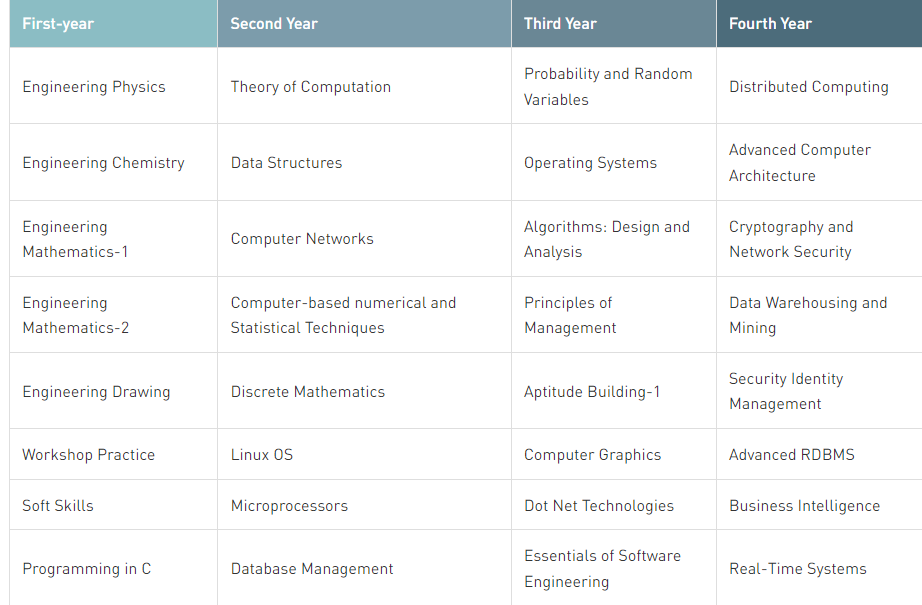 First-year Second Year Third Year Fourth Year
Engineering Physics Theory of Computation Probability and Random Variables Distributed Computing
Engineering Chemistry Data Structures Operating Systems Advanced Computer Architecture
Engineering Mathematics-1 Computer Networks Algorithms: Design and Analysis Cryptography and Network Security
Engineering Mathematics-2 Computer-based numerical and Statistical Techniques Principles of Management Data Warehousing and Mining
Engineering Drawing Discrete Mathematics Aptitude Building-1 Security Identity Management
Workshop Practice Linux OS Computer Graphics Advanced RDBMS
Soft Skills Microprocessors Dot Net Technologies Business Intelligence
Programming in C Database Management Essentials of Software Engineering Real-Time Systems